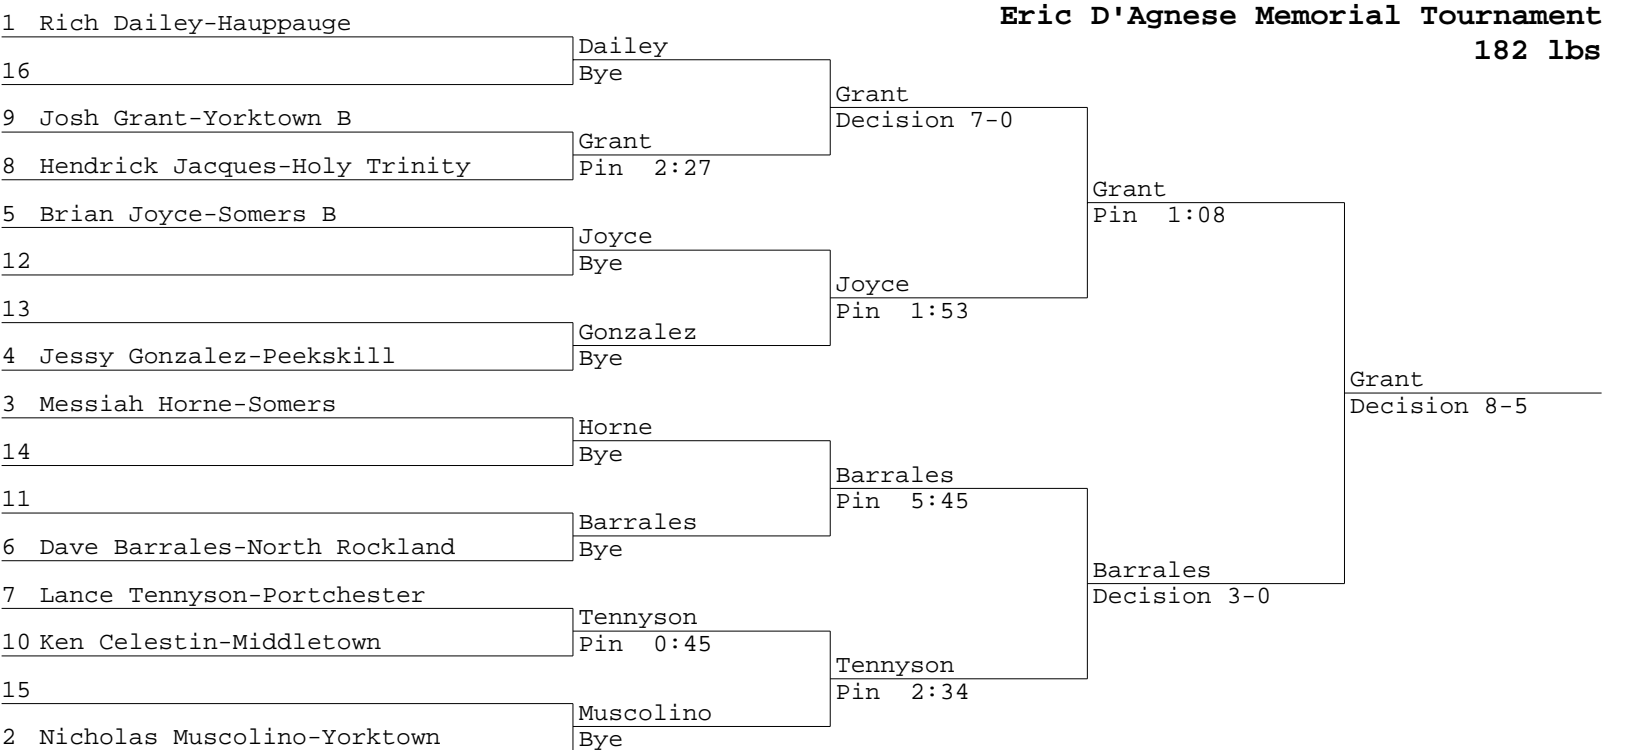 Eric D'Agnese Memorial Tournament
182 lbs
1 Rich Dailey-Hauppauge
16
9 Josh Grant-Yorktown B
8 Hendrick Jacques-Holy Trinity
5 Brian Joyce-Somers B
12
13
4 Jessy Gonzalez-Peekskill
3 Messiah Horne-Somers
14
11
6 Dave Barrales-North Rockland
7 Lance Tennyson-Portchester
10 Ken Celestin-Middletown
15
2 Nicholas Muscolino-Yorktown
Dailey
Bye
Grant
Pin 2:27
Joyce
Bye
Gonzalez
Bye
Horne
Bye
Barrales
Bye
Tennyson
Pin 0:45
Muscolino
Bye
Grant
Decision 7-0
Joyce
Pin 1:53
Barrales
Pin 5:45
Tennyson
Pin 2:34
Grant
Pin 1:08
Barrales
Decision 3-0
Grant
Decision 8-5